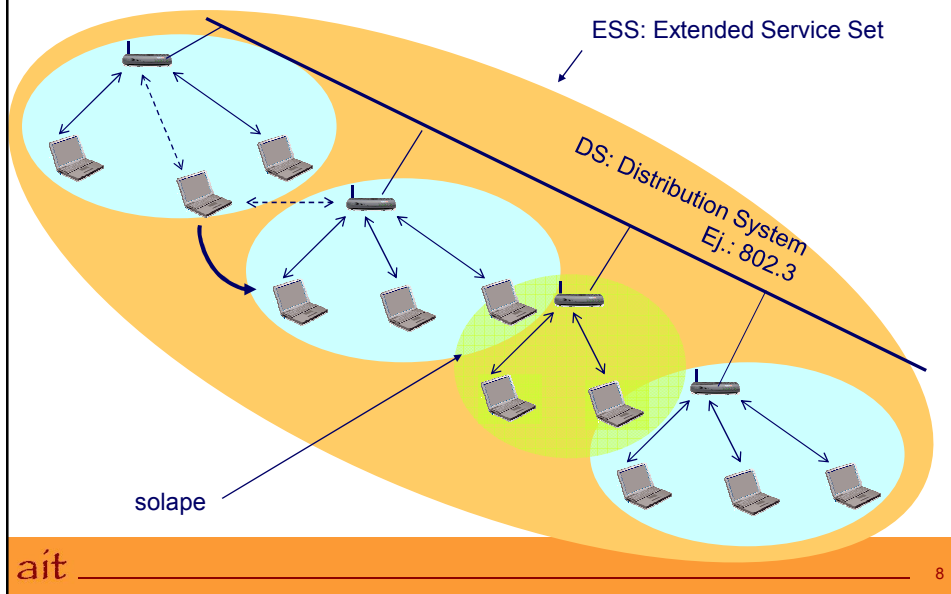 ESS: Extended Service Set
DS: Distribution System
Ej.: 802.3
solape
ait
8